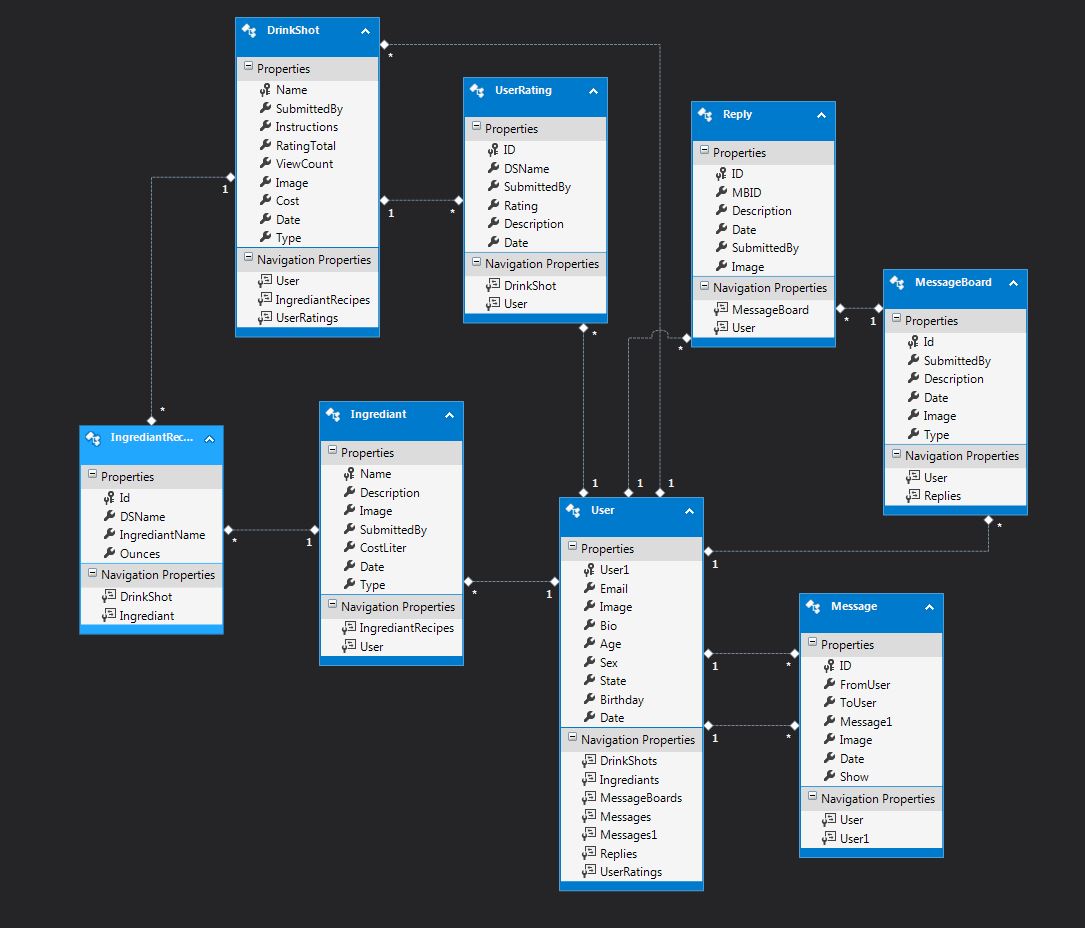 DrinkShot
Properties
Name
SubmittedBy
Instructions
RatingTotal
ViewCount
Image
Cost
Date
Type
Navigation Properties
User
IngrediantRecipes
UserRatings
*
1
1
*
UserRating
Properties
ID
DSName
SubmittedBy
Rating
Description
Date
Navigation Properties
DrinkShot
User
*
Reply
Properties
ID
MBID
Description
Date
SubmittedBy
Image
Navigation Properties
MessageBoard
User
*
* 1
MessageBoard
Properties
Id
SubmittedBy
Description
Date
Image
Type
Navigation Properties
User
Replies
*
*
IngrediantRec...
Properties
Id
DSName
IngrediantName
Ounces
Navigation Properties
DrinkShot
Ingrediant
* 1
Ingrediant
Properties
Name
Description
Image
SubmittedBy
CostLiter
Date
Type
Navigation Properties
IngrediantRecipes
User
* 1
1 1 1
User
Properties
User1
Email
Image
Bio
Age
Sex
State
Birthday
Date
Navigation Properties
DrinkShots
Ingrediants
MessageBoards
Messages
Messages1
Replies
UserRatings
1
1 *
1 *
Message
Properties
ID
FromUser
ToUser
Message1
Image
Date
Show
Navigation Properties
User
User1